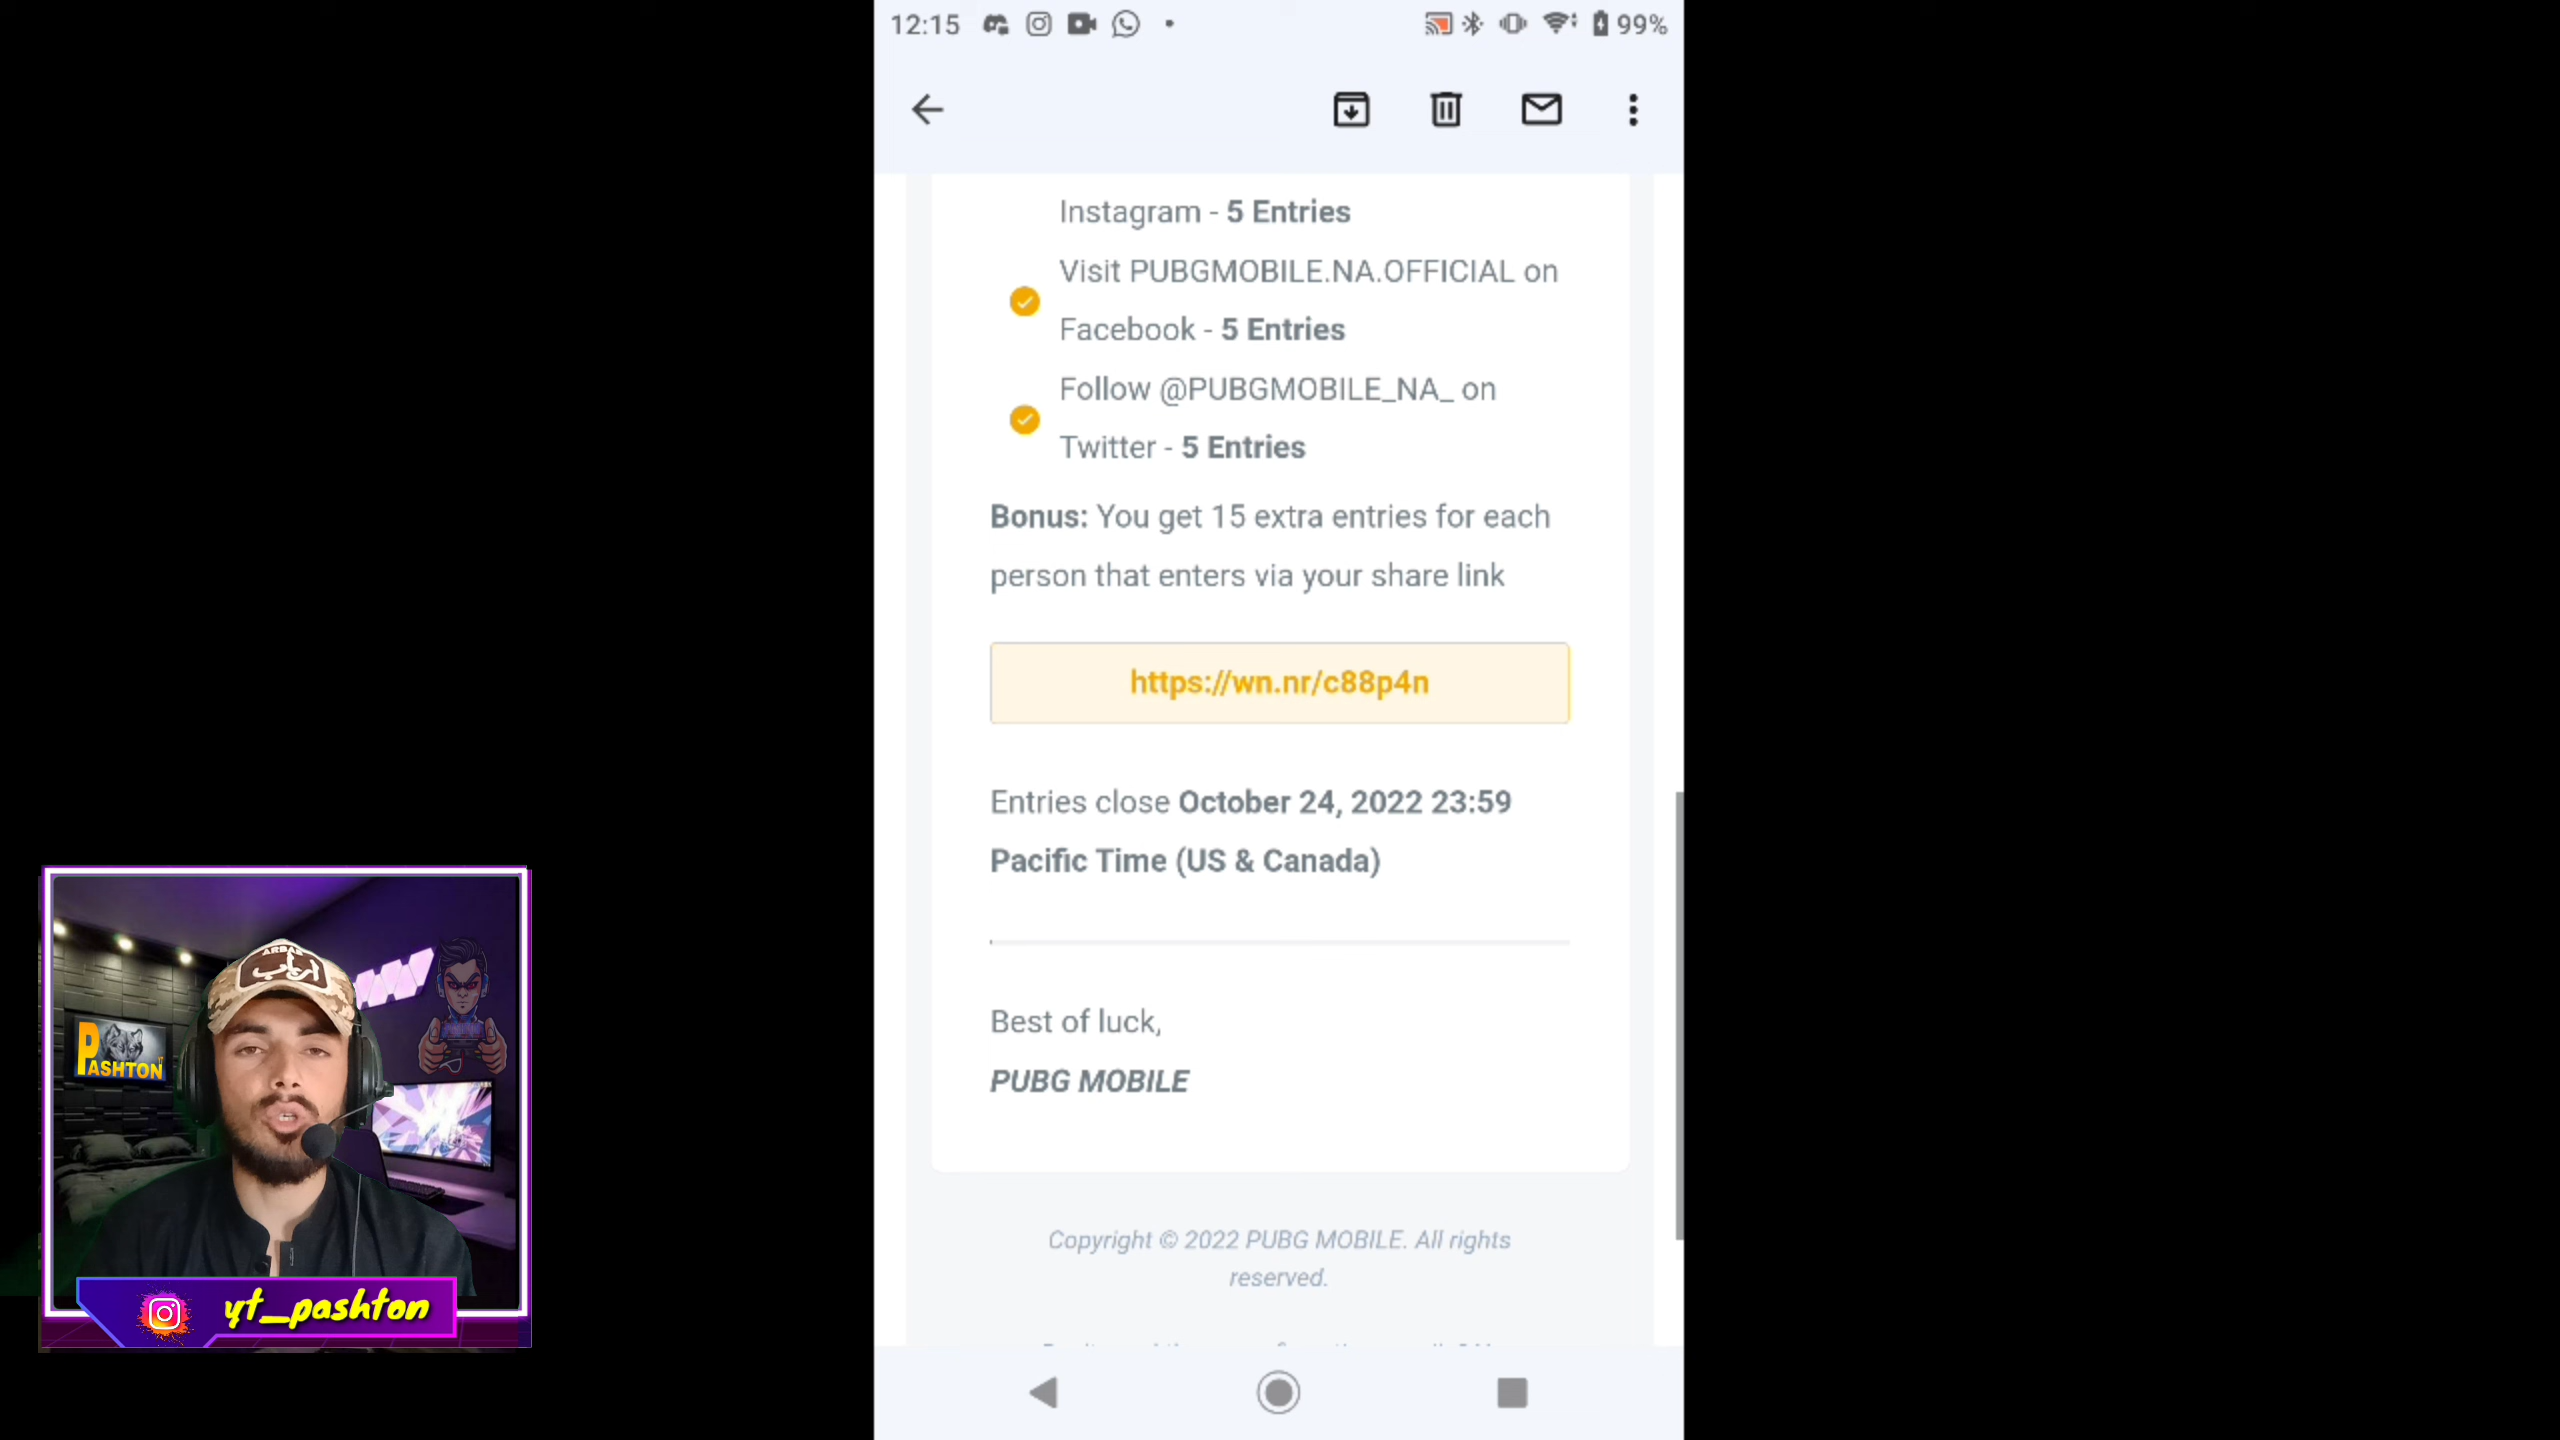 12:15
99%
Instagram - 5 Entries
Visit PUBGMOBILE.NA.OFFICIAL on
Facebook - 5 Entries
Follow @PUBGMOBILE_NA_ on
Twitter - 5 Entries
Bonus: You get 15 extra entries for each
person that enters via your share link
https://wn.nr/c88p4n
Entries close October 24, 2022 23:59
Pacific Time (US & Canada)
Best of luck,
PUBG MOBILE
Copyright © 2022 PUBG MOBILE. All rights
reserved.
ARBAB
ارباب
PASHTON
YT
yt_pashton